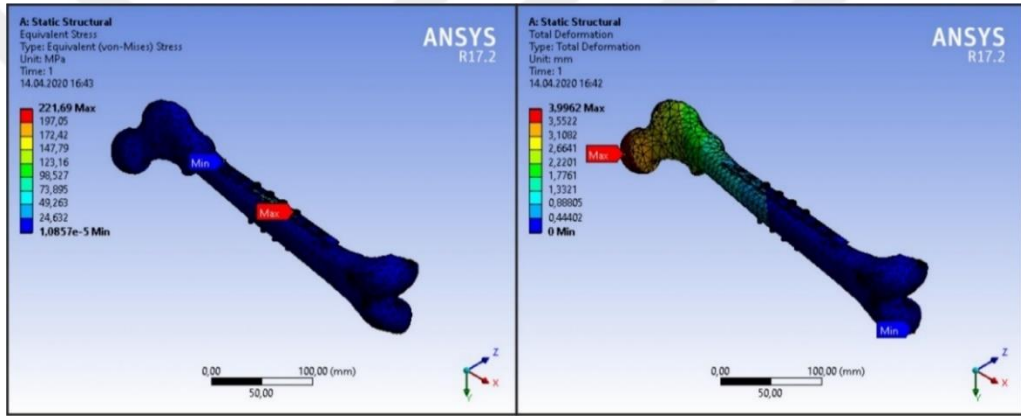 A: Static Structural
Equivalent Stress
Type: Equivalent (von-Mises) Stress
Unit: MPa
Time: 1
14.04.2020 16:43
221,69 Max
197,05
172,42
147,79
123,16
98,527
73,895
49,263
24,632
1,0857e-5 Min
ANSYS
R17.2
Min
Max
0,00
100,00 (mm)
50,00
Z
X
Y
A: Static Structural
Total Deformation
Type: Total Deformation
Unit: mm
Time: 1
14.04.2020 16:42
3,9962 Max
3,5522
3,1082
2,6641
2,2201
1,7761
1,3321
0,88805
0,44402
0 Min
ANSYS
R17.2
Max
Min
0,00
100,00 (mm)
50,00
Z
X
Y